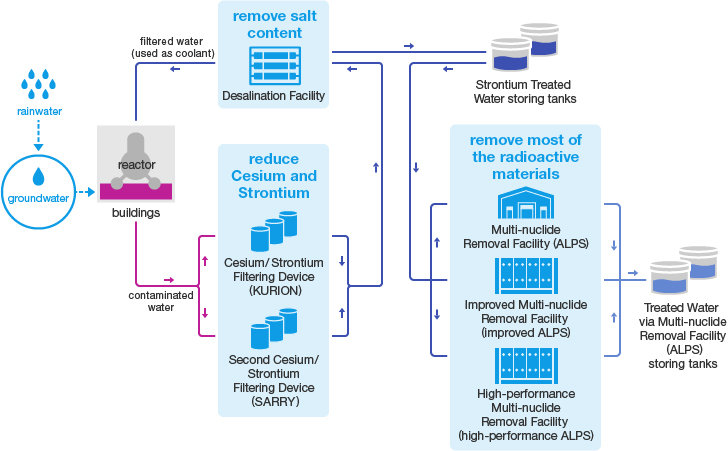 filtered water
(used as coolant)
remove salt
content
Desalination Facility
Strontium Treated
Water storing tanks
rainwater
groundwater
reactor
buildings
contaminated
water
reduce
Cesium and
Strontium
Cesium/Strontium
Filtering Device
(KURION)
Second Cesium/
Strontium
Filtering Device
(SARRY)
remove most of
the radioactive
materials
Multi-nuclide
Removal Facility (ALPS)
Improved Multi-nuclide
Removal Facility
(improved ALPS)
High-performance
Multi-nuclide
Removal Facility
(high-performance ALPS)
Treated Water
via Multi-nuclide
Removal Facility
(ALPS)
storing tanks